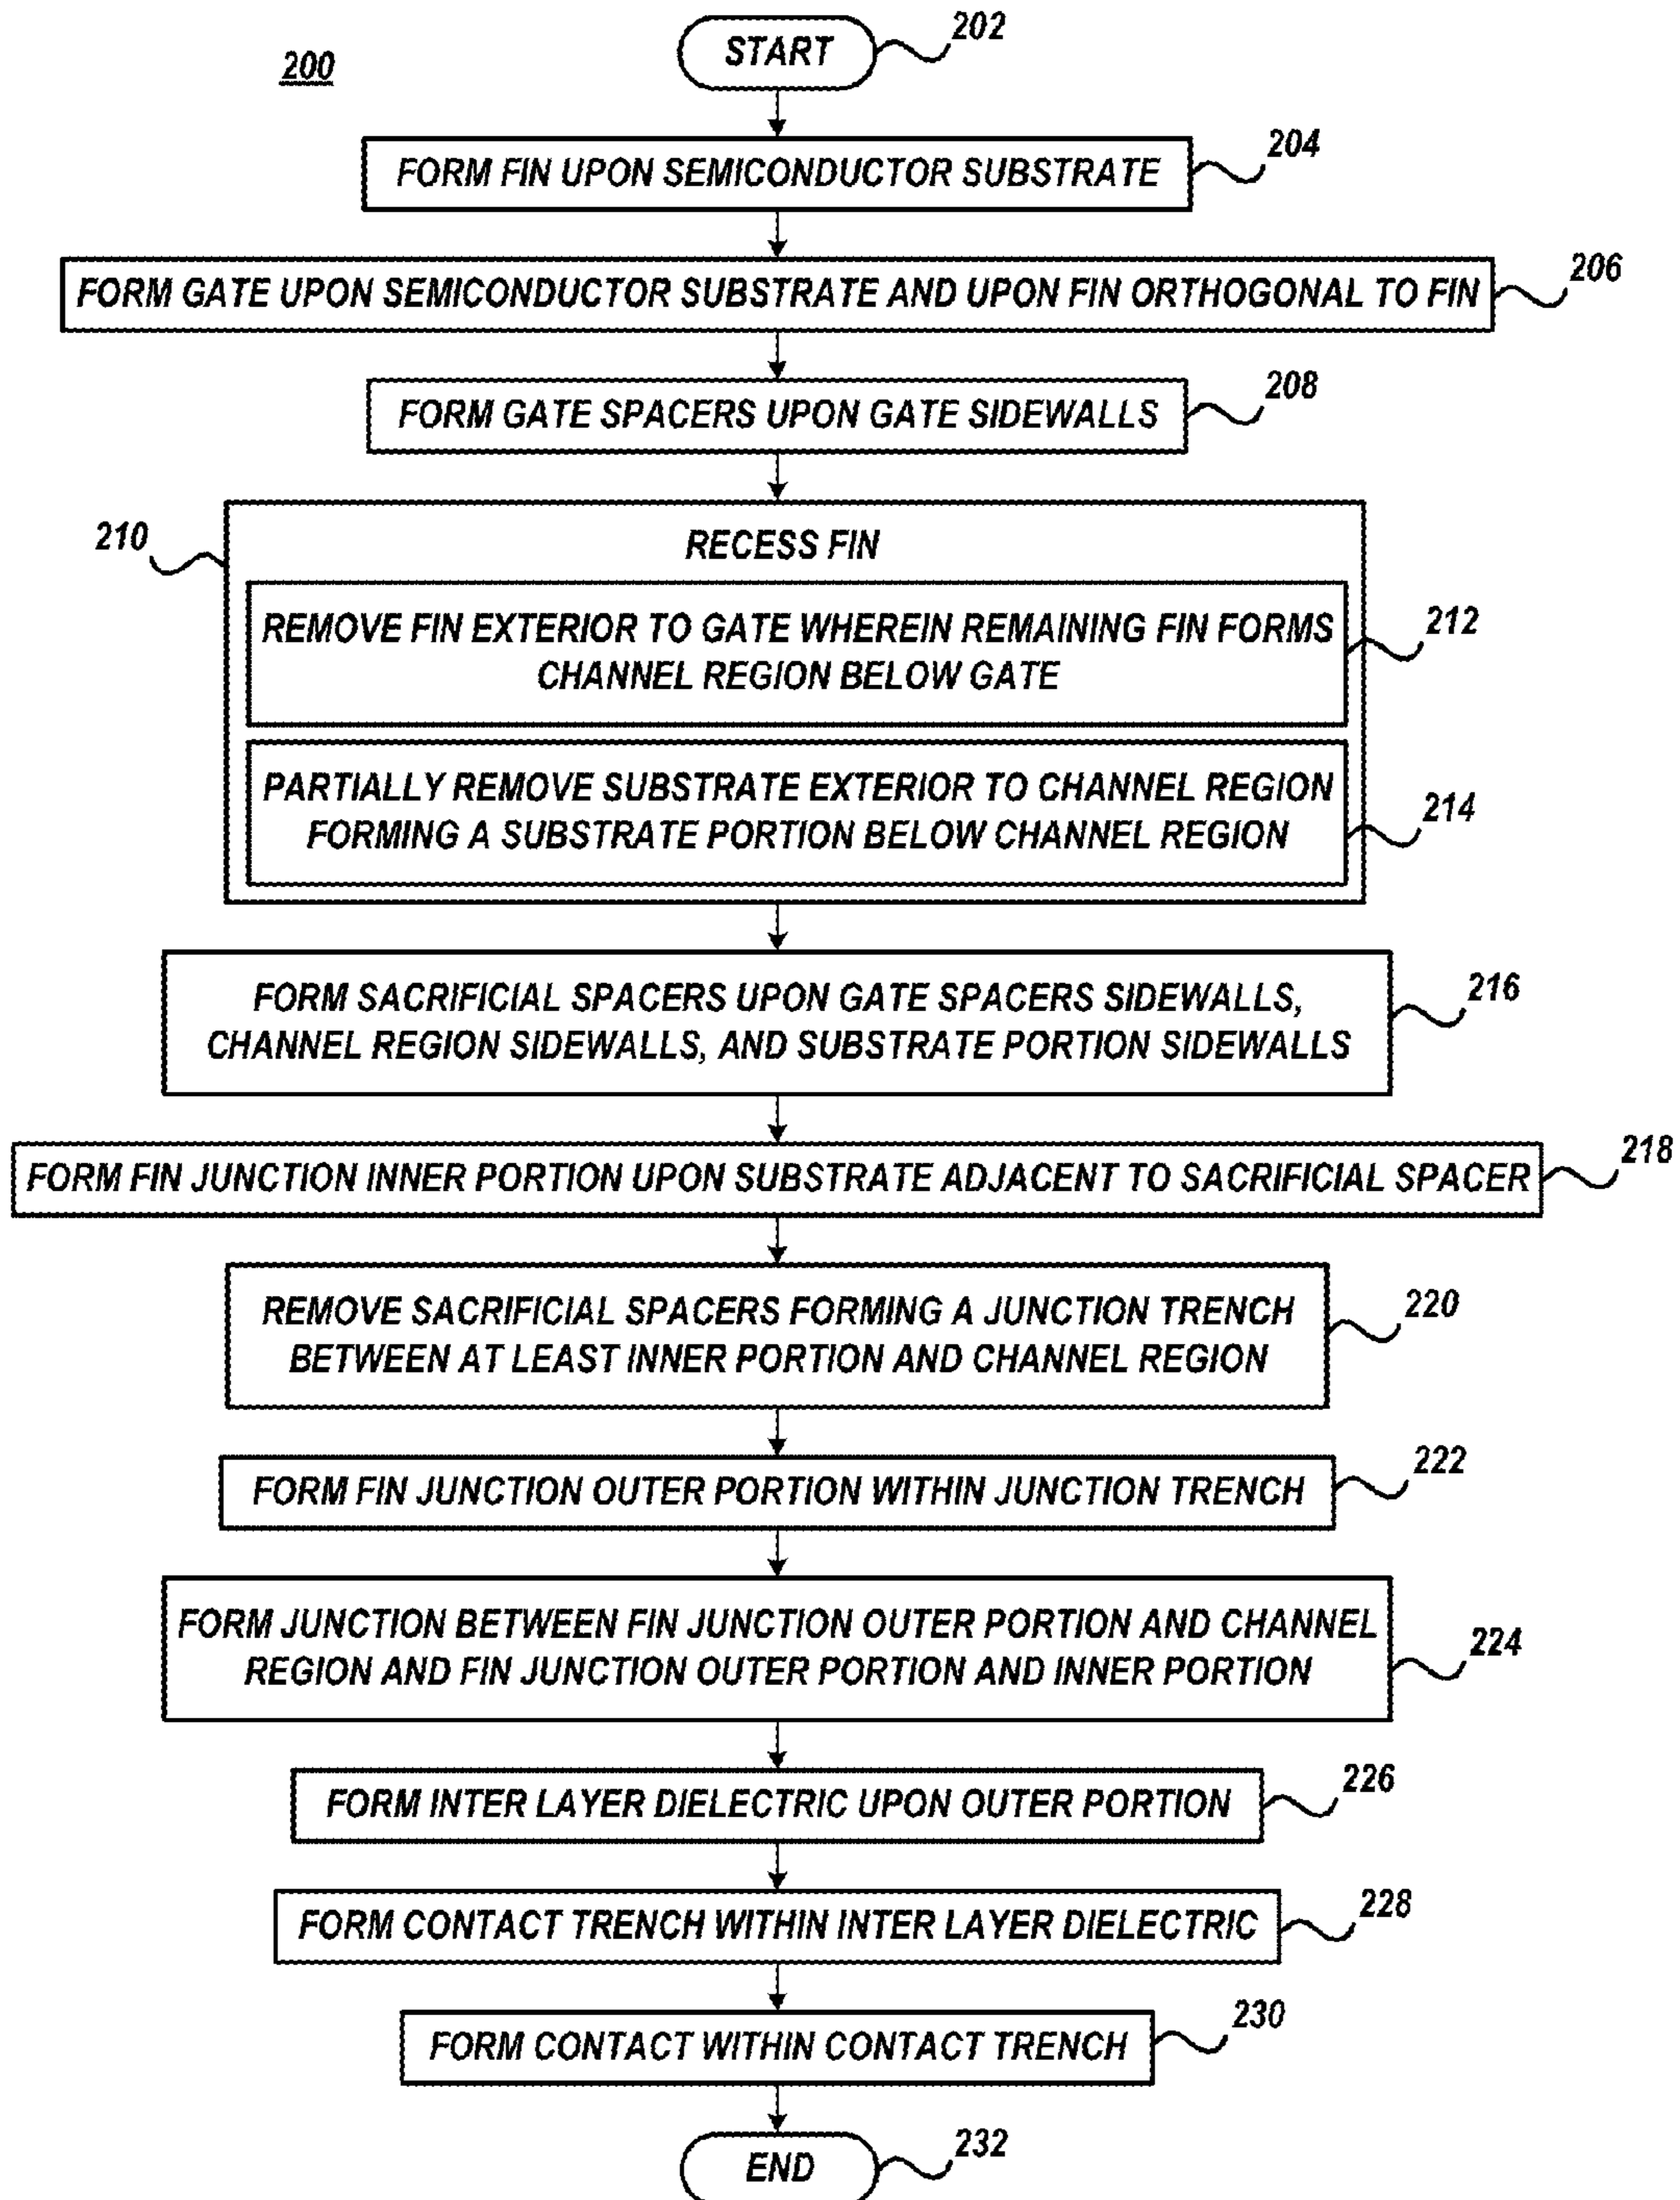 START
202
200
FORM FIN UPON SEMICONDUCTOR SUBSTRATE
204
FORM GATE UPON SEMICONDUCTOR SUBSTRATE AND UPON FIN ORTHOGONAL TO FIN
206
FORM GATE SPACERS UPON GATE SIDEWALLS
208
210
RECESS FIN
REMOVE FIN EXTERIOR TO GATE WHEREIN REMAINING FIN FORMS
CHANNEL REGION BELOW GATE
212
PARTIALLY REMOVE SUBSTRATE EXTERIOR TO CHANNEL REGION
FORMING A SUBSTRATE PORTION BELOW CHANNEL REGION
214
FORM SACRIFICIAL SPACERS UPON GATE SPACERS SIDEWALLS,
CHANNEL REGION SIDEWALLS, AND SUBSTRATE PORTION SIDEWALLS
216
FORM FIN JUNCTION INNER PORTION UPON SUBSTRATE ADJACENT TO SACRIFICIAL SPACER
218
REMOVE SACRIFICIAL SPACERS FORMING A JUNCTION TRENCH
BETWEEN AT LEAST INNER PORTION AND CHANNEL REGION
220
FORM FIN JUNCTION OUTER PORTION WITHIN JUNCTION TRENCH
222
FORM JUNCTION BETWEEN FIN JUNCTION OUTER PORTION AND CHANNEL
REGION AND FIN JUNCTION OUTER PORTION AND INNER PORTION
224
FORM INTER LAYER DIELECTRIC UPON OUTER PORTION
226
FORM CONTACT TRENCH WITHIN INTER LAYER DIELECTRIC
228
FORM CONTACT WITHIN CONTACT TRENCH
230
END
232